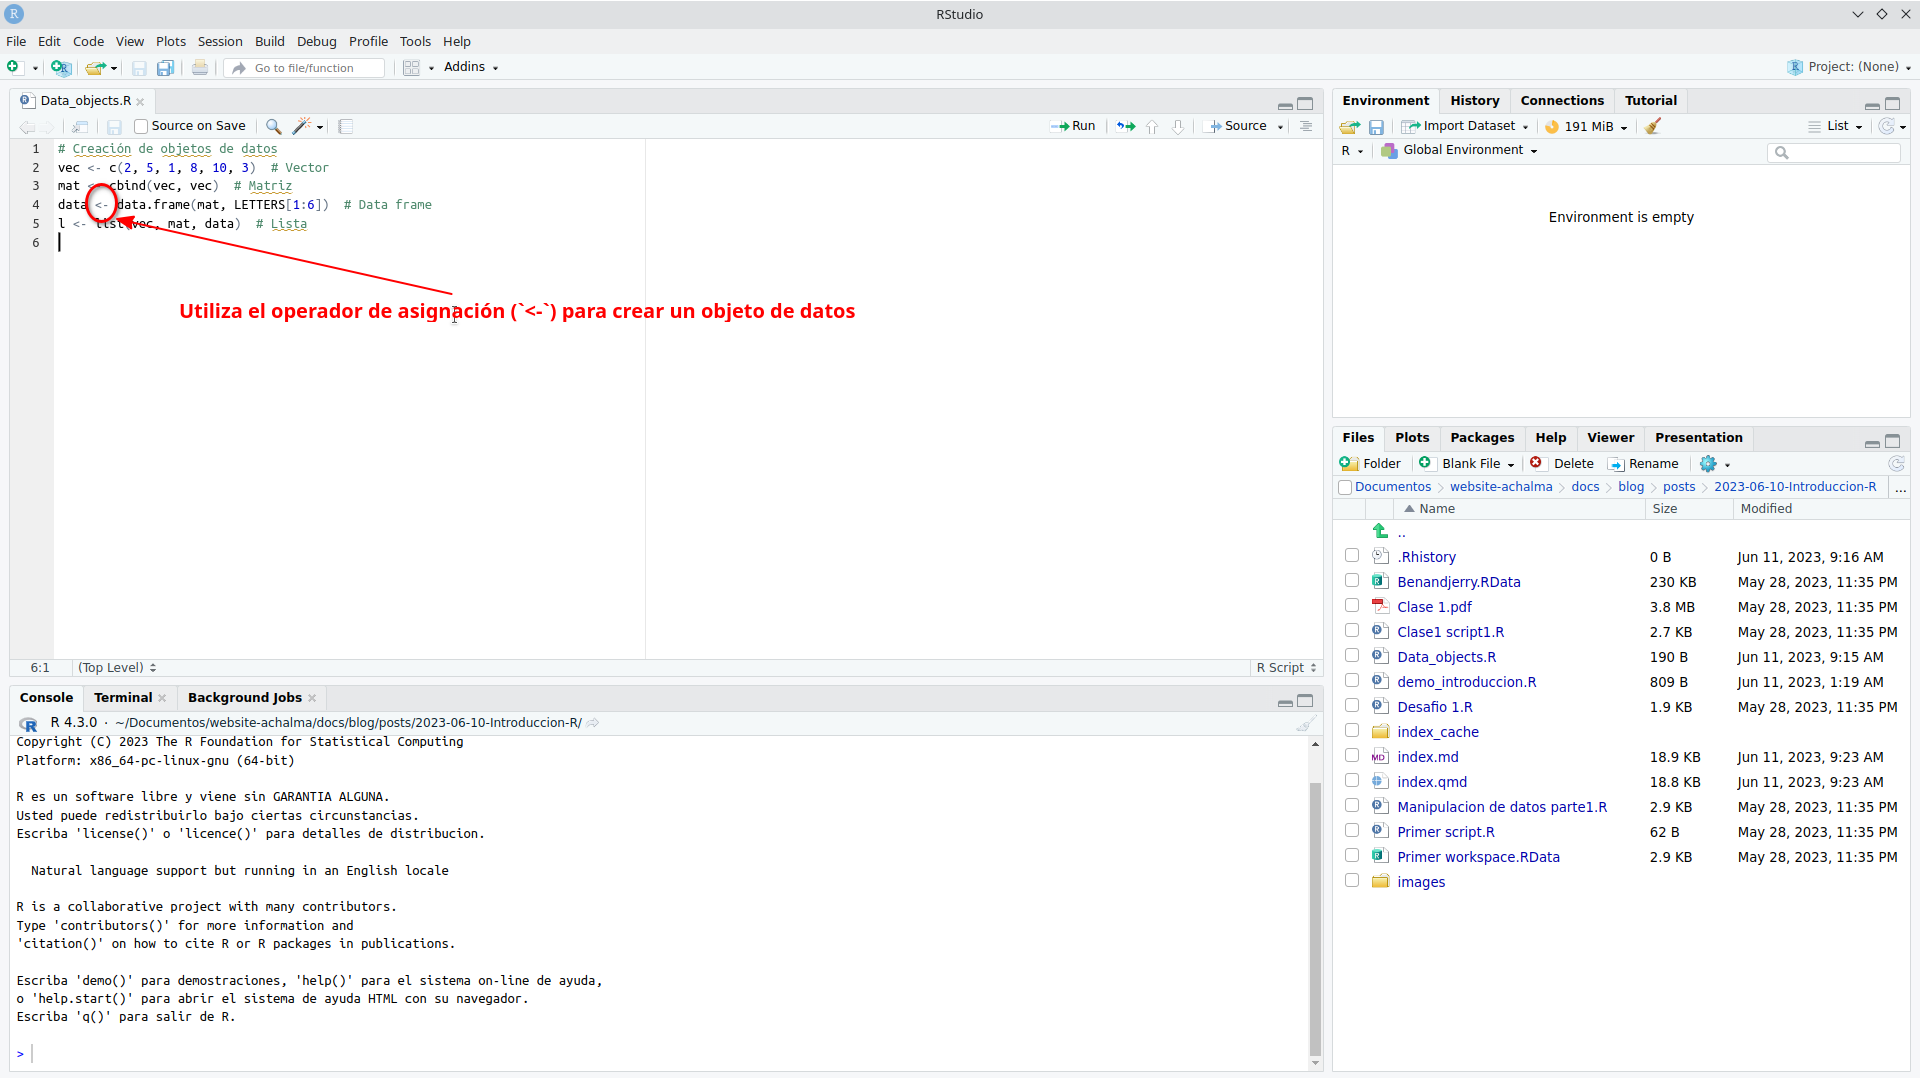 RStudio
File Edit Code View Plots Session Build Debug Profile Tools Help
Go to file/function Addins Project: (None)
Data_objects.R
Source on Save Run Source
1 # Creación de objetos de datos
2 vec <- c(2, 5, 1, 8, 10, 3) # Vector
3 mat <- cbind(vec, vec) # Matriz
4 data <- data.frame(mat, LETTERS[1:6]) # Data frame
5 l <- list(vec, mat, data) # Lista
6
Utiliza el operador de asignación (`<-`) para crear un objeto de datos
6:1 (Top Level) R Script
Console Terminal Background Jobs
R 4.3.0 · ~/Documentos/website-achalma/docs/blog/posts/2023-06-10-Introduccion-R/
Copyright (C) 2023 The R Foundation for Statistical Computing
Platform: x86_64-pc-linux-gnu (64-bit)
R es un software libre y viene sin GARANTIA ALGUNA.
Usted puede redistribuirlo bajo ciertas circunstancias.
Escriba 'license()' o 'licence()' para detalles de distribucion.
Natural language support but running in an English locale
R is a collaborative project with many contributors.
Type 'contributors()' for more information and
'citation()' on how to cite R or R packages in publications.
Escriba 'demo()' para demostraciones, 'help()' para el sistema on-line de ayuda,
o 'help.start()' para abrir el sistema de ayuda HTML con su navegador.
Escriba 'q()' para salir de R.
>
Environment History Connections Tutorial
Import Dataset 191 MiB List
R Global Environment
Environment is empty
Files Plots Packages Help Viewer Presentation
Folder Blank File Delete Rename
Documentos website-achalma docs blog posts 2023-06-10-Introduccion-R ...
Name Size Modified
..
.Rhistory 0 B Jun 11, 2023, 9:16 AM
Benandjerry.RData 230 KB May 28, 2023, 11:35 PM
Clase 1.pdf 3.8 MB May 28, 2023, 11:35 PM
Clase1 script1.R 2.7 KB May 28, 2023, 11:35 PM
Data_objects.R 190 B Jun 11, 2023, 9:15 AM
demo_introduccion.R 809 B Jun 11, 2023, 1:19 AM
Desafio 1.R 1.9 KB May 28, 2023, 11:35 PM
index_cache
index.md 18.9 KB Jun 11, 2023, 9:23 AM
index.qmd 18.8 KB Jun 11, 2023, 9:23 AM
Manipulacion de datos parte1.R 2.9 KB May 28, 2023, 11:35 PM
Primer script.R 62 B May 28, 2023, 11:35 PM
Primer workspace.RData 2.9 KB May 28, 2023, 11:35 PM
images